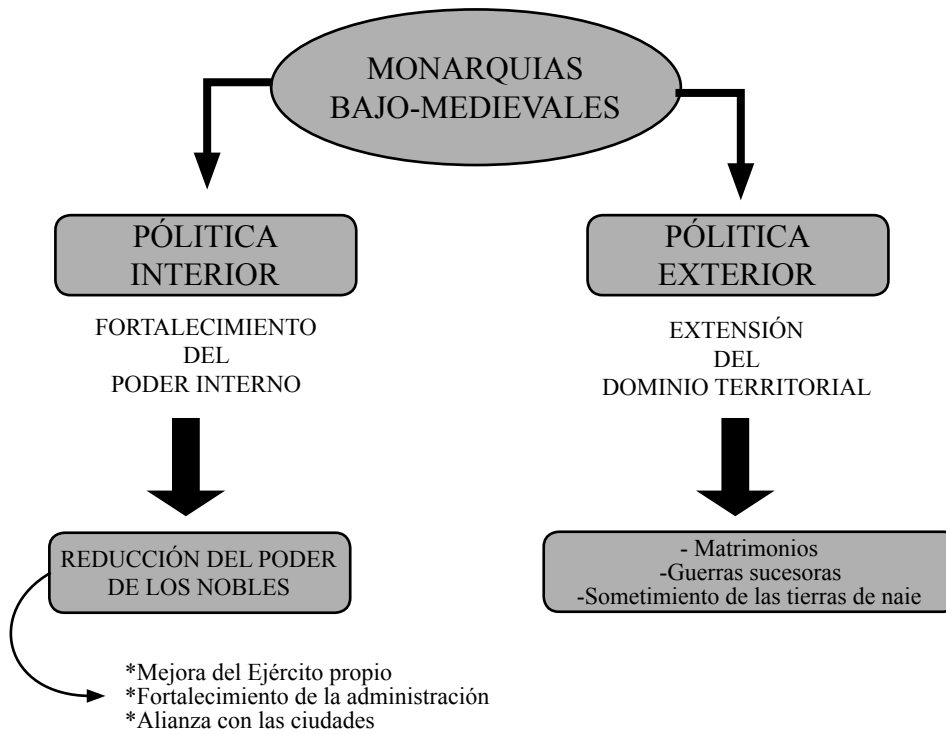 MONARQUIAS
BAJO-MEDIEVALES
PÓLITICA
INTERIOR
PÓLITICA
EXTERIOR
FORTALECIMIENTO
DEL
PODER INTERNO
EXTENSIÓN
DEL
DOMINIO TERRITORIAL
REDUCCIÓN DEL PODER
DE LOS NOBLES
- Matrimonios
-Guerras sucesoras
-Sometimiento de las tierras de naie
*Mejora del Ejército propio
*Fortalecimiento de la administración
*Alianza con las ciudades